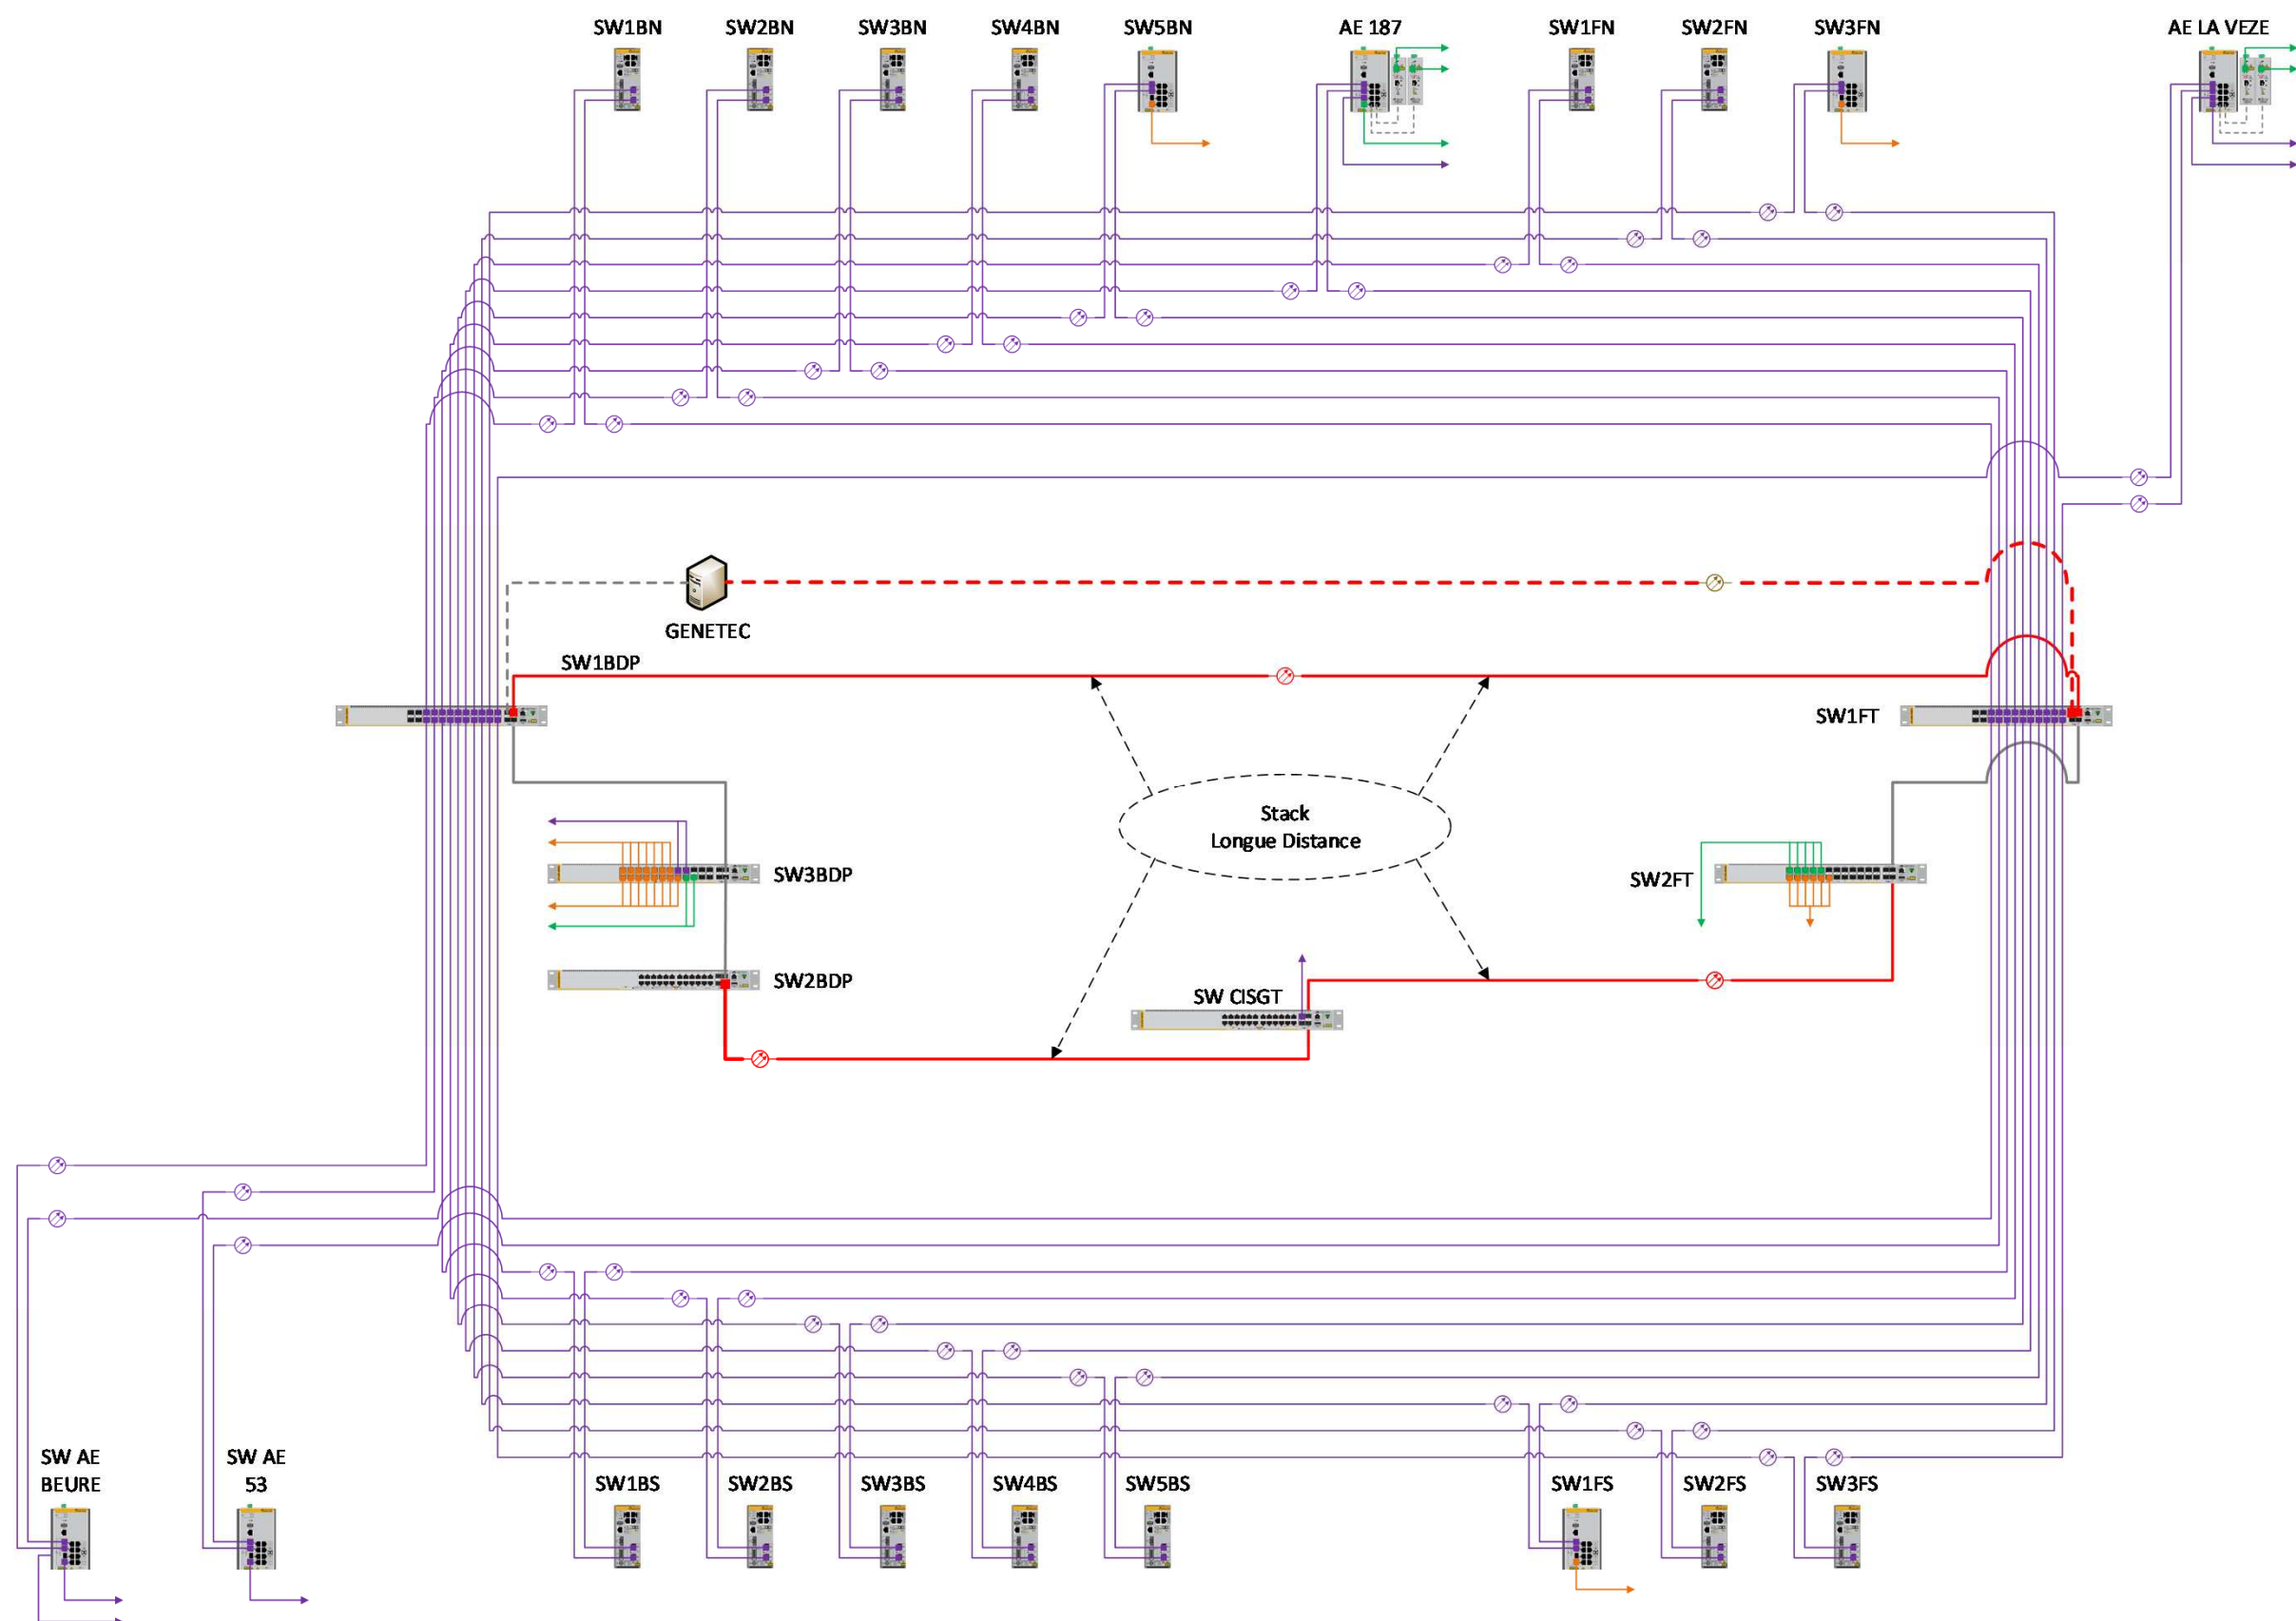 SW1BN
SW2BN
SW3BN
SW4BN
SW5BN
AE 187
SW1FN
SW2FN
SW3FN
AE LA VEZE
GENETEC
SW1BDP
SW1FT
Stack
Longue Distance
SW3BDP
SW2FT
SW2BDP
SW CISGT
SW AE
BEURE
SW AE
53
SW1BS
SW2BS
SW3BS
SW4BS
SW5BS
SW1FS
SW2FS
SW3FS